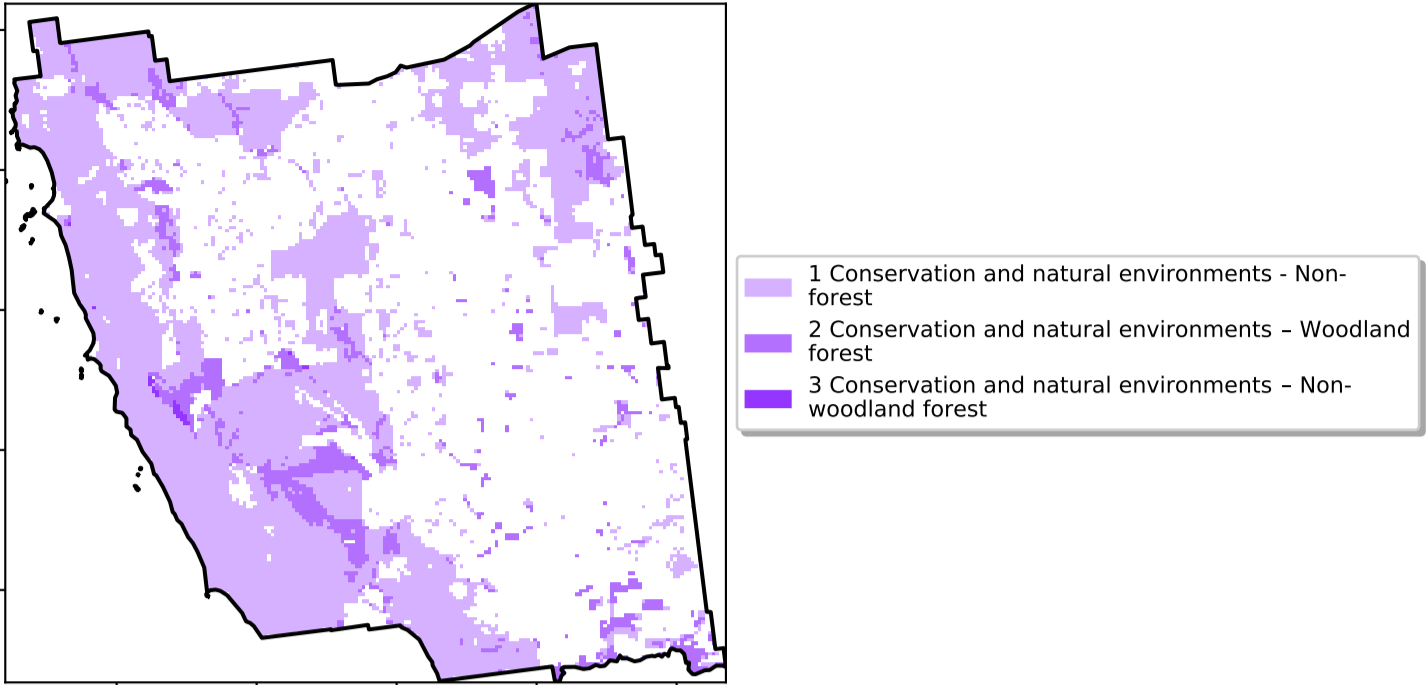 1 Conservation and natural environments - Non-
forest
2 Conservation and natural environments – Woodland
forest
3 Conservation and natural environments – Non-
woodland forest